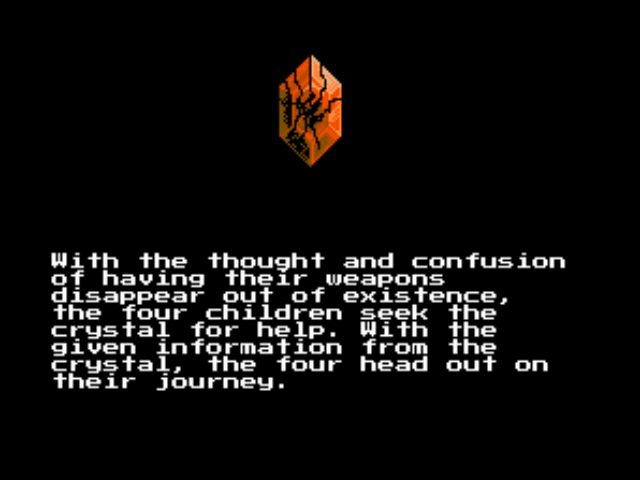 With the thought and confusion
of having their weapons
disappear out of existence,
the four children seek the
crystal for help. With the
given information from the
crystal, the four head out on
their journey.